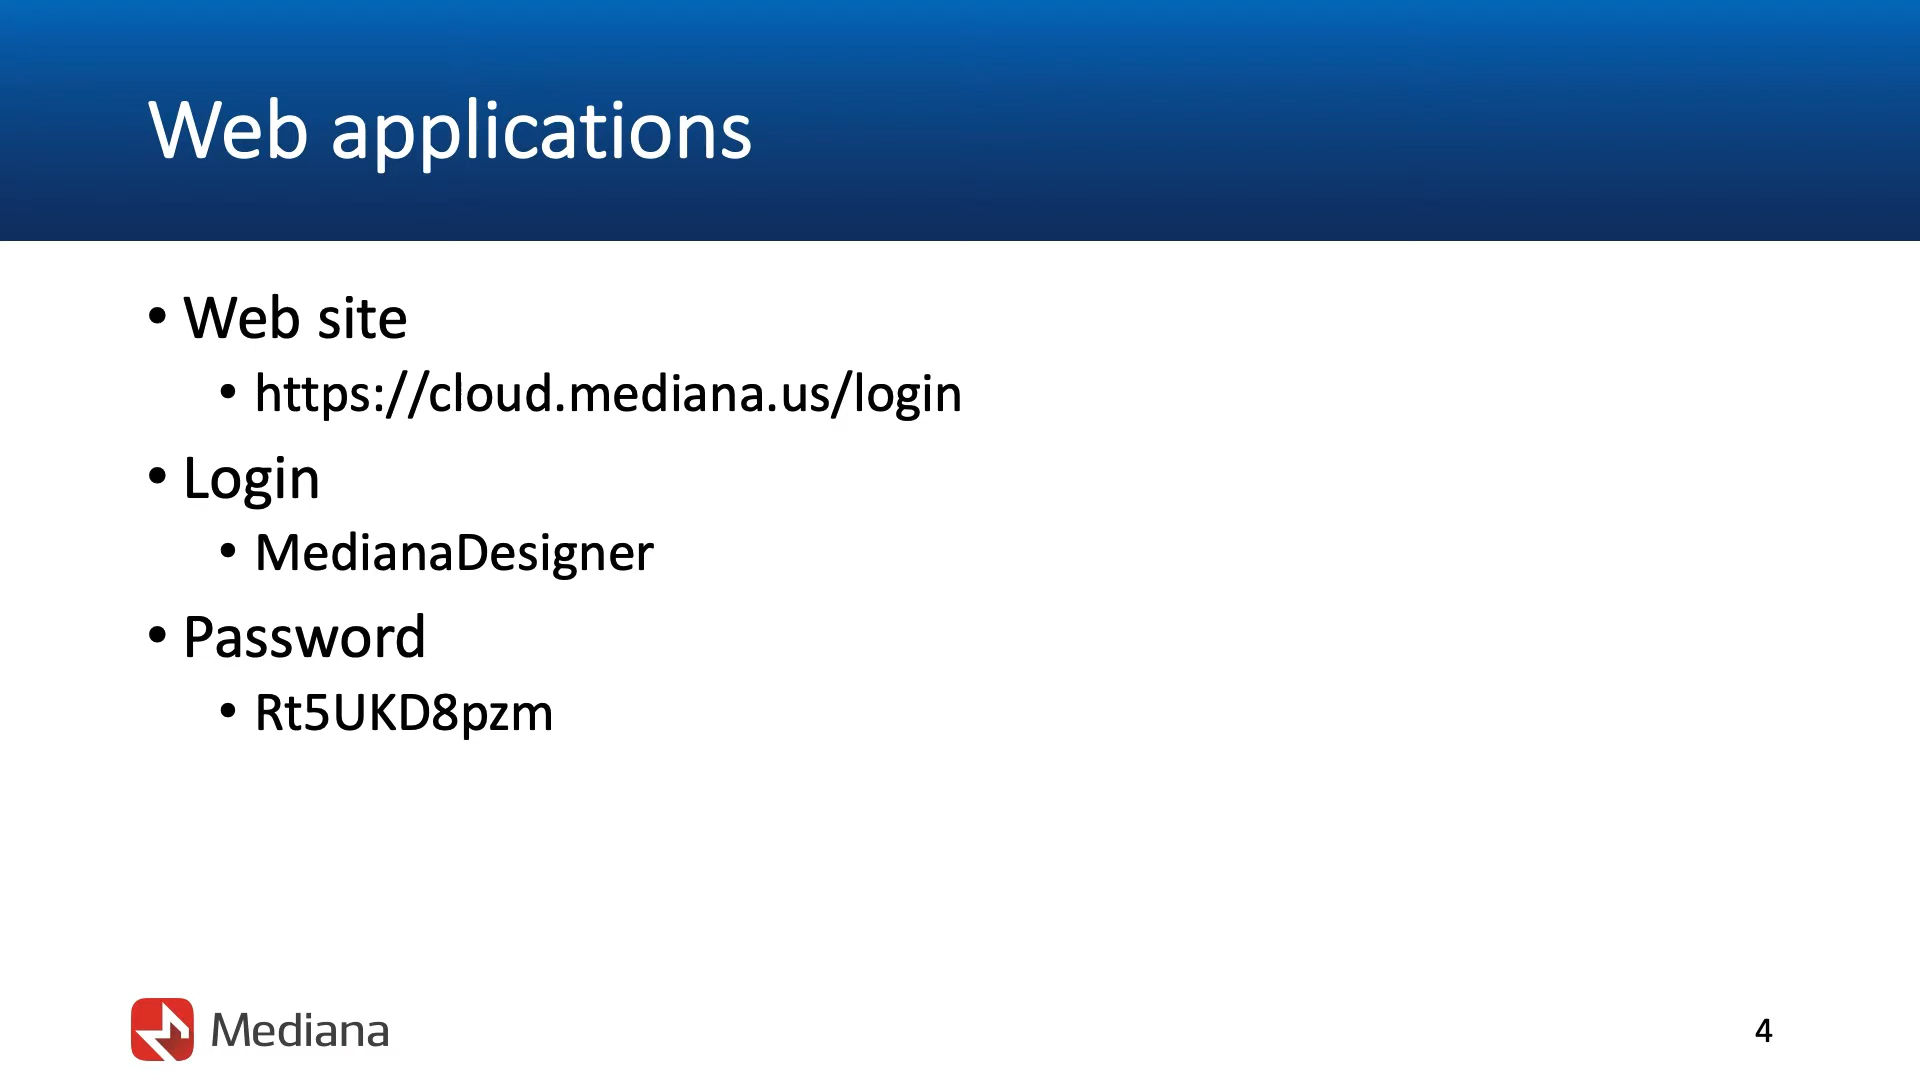 Web applications
• Web site
• https://cloud.mediana.us/login
• Login
• MedianaDesigner
• Password
• Rt5UKD8pzm
Mediana
4